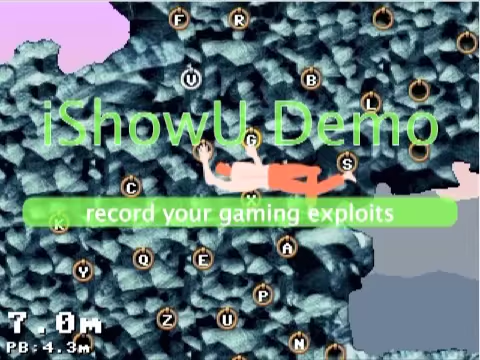 F R
V B
L
iShowU Demo
G
S
C
record your gaming exploits
K
A
Y Q E
P
Z U
N
7.0m
PB:4.3m